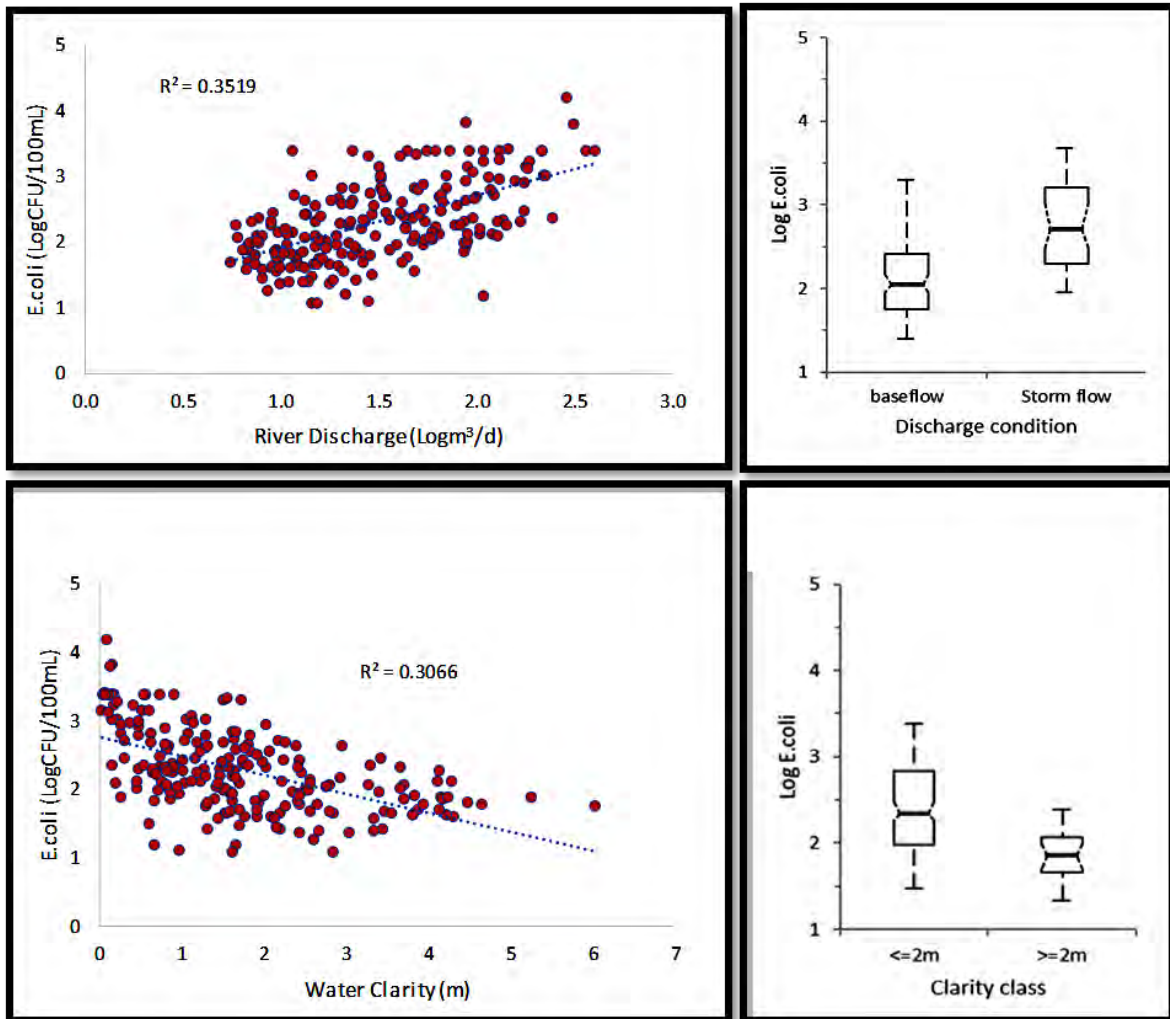 5
4
3
2
1
0
E.coli (LogCFU/100mL)
R² = 0.3519
0.0 0.5 1.0 1.5 2.0 2.5 3.0
River Discharge (Logm³/d)
5
4
3
2
1
Log E.coli
baseflow Storm flow
Discharge condition
5
4
3
2
1
0
E.coli (LogCFU/100mL)
R² = 0.3066
0 1 2 3 4 5 6 7
Water Clarity (m)
5
4
3
2
1
Log E.coli
<=2m >=2m
Clarity class